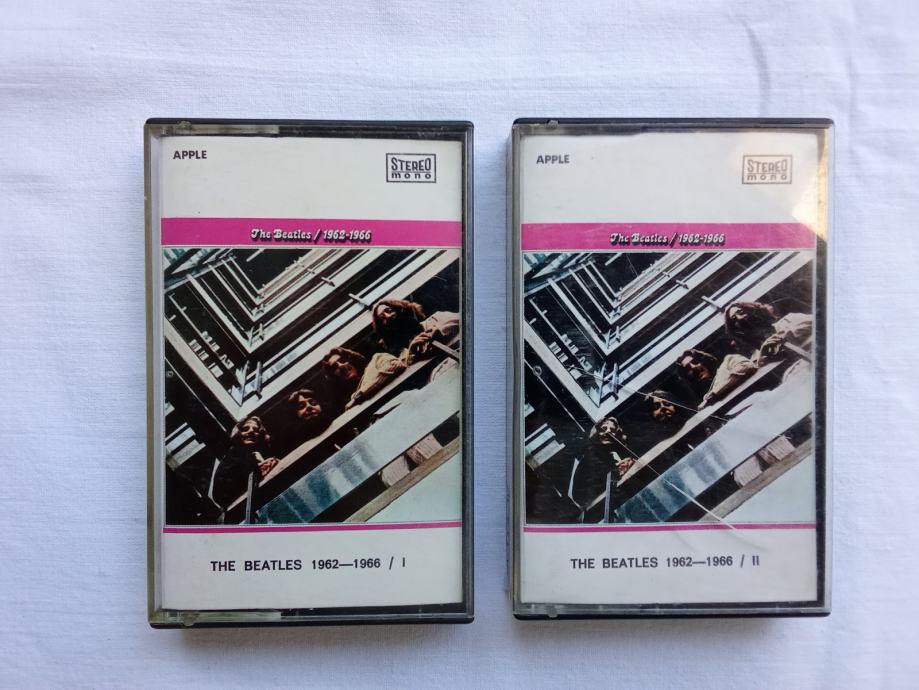 APPLE
STEREO
mono
The Beatles / 1962-1966
THE BEATLES 1962—1966 / I
APPLE
STEREO
mono
The Beatles / 1962-1966
THE BEATLES 1962—1966 / II